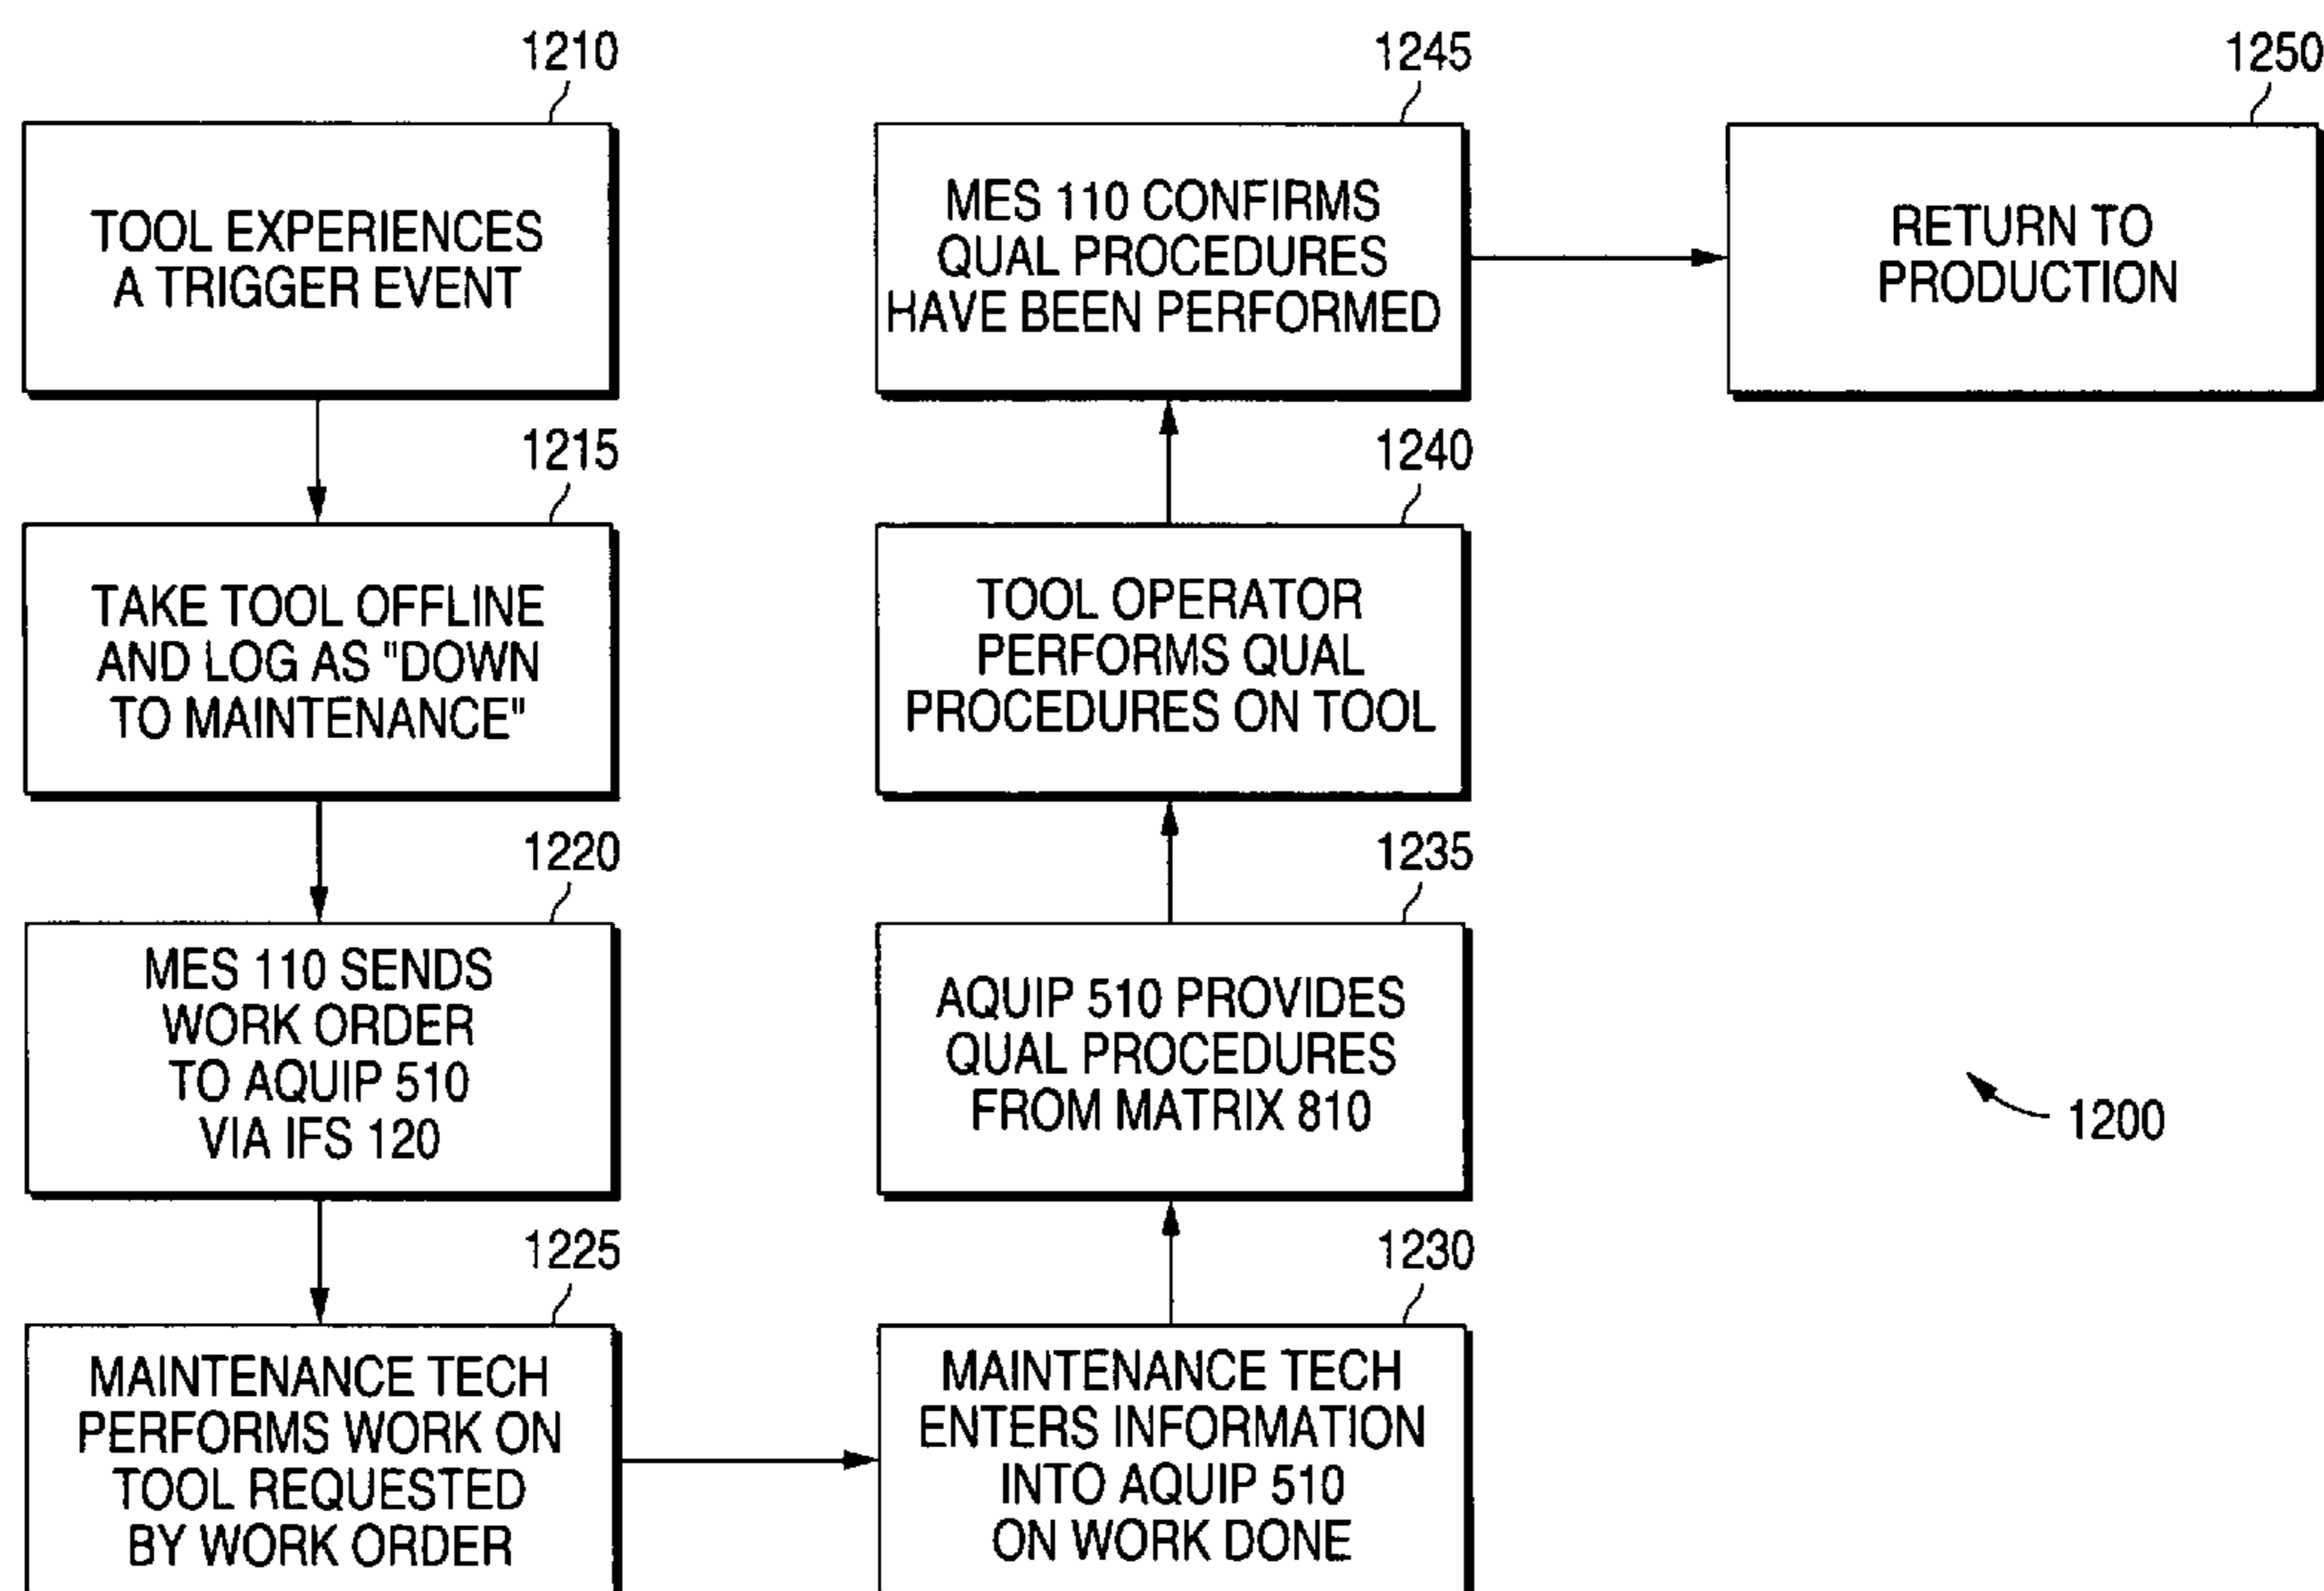 1210
TOOL EXPERIENCES
A TRIGGER EVENT
1215
TAKE TOOL OFFLINE
AND LOG AS "DOWN
TO MAINTENANCE"
1220
MES 110 SENDS
WORK ORDER
TO AQUIP 510
VIA IFS 120
1225
MAINTENANCE TECH
PERFORMS WORK ON
TOOL REQUESTED
BY WORK ORDER
1230
MAINTENANCE TECH
ENTERS INFORMATION
INTO AQUIP 510
ON WORK DONE
1235
AQUIP 510 PROVIDES
QUAL PROCEDURES
FROM MATRIX 810
1240
TOOL OPERATOR
PERFORMS QUAL
PROCEDURES ON TOOL
1245
MES 110 CONFIRMS
QUAL PROCEDURES
HAVE BEEN PERFORMED
1250
RETURN TO
PRODUCTION
1200